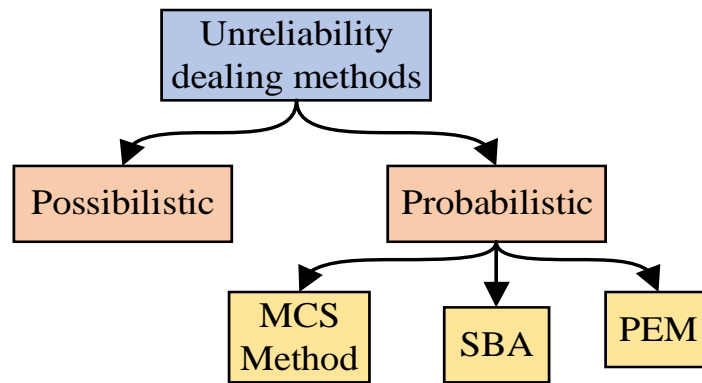 Unreliability
dealing methods
Possibilistic
Probabilistic
MCS
Method
SBA
PEM